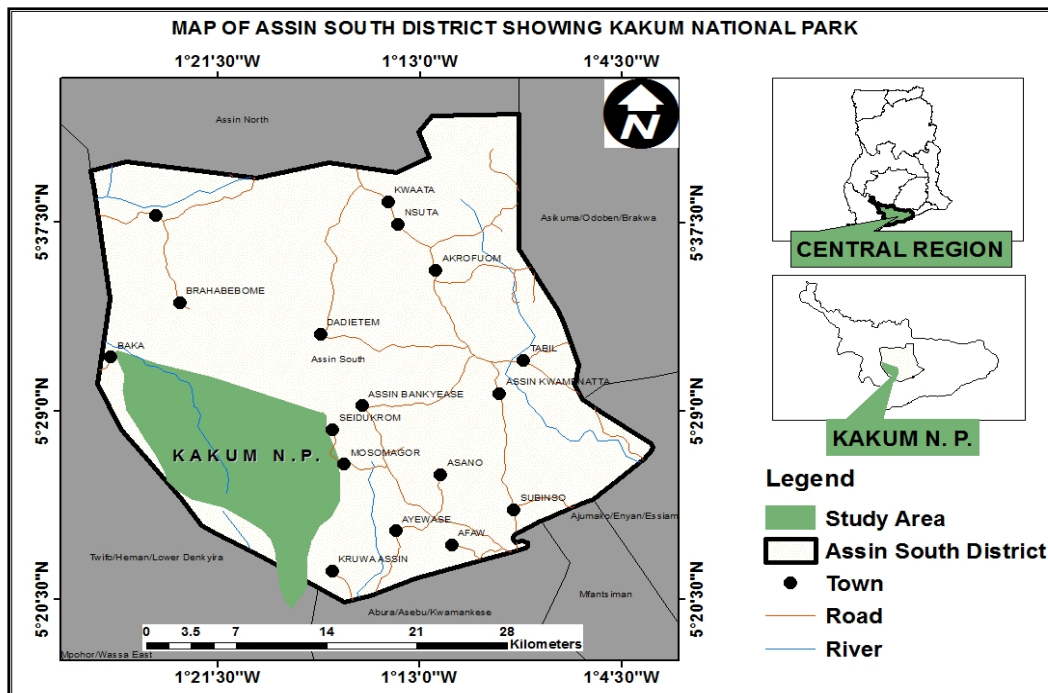 MAP OF ASSIN SOUTH DISTRICT SHOWING KAKUM NATIONAL PARK
1°21'30"W 1°13'0"W 1°4'30"W
Assin North
N
KWAATA
NSUTA
5°37'30"N
5°37'30"N
Asikuma/Odoben/Brakwa
AKROFUOM
BRAHABEBOME
DADIETEM
BAKA
Assin South
TABIL
ASSIN KWAMENATTA
ASSIN BANKYEASE
5°29'0"N
5°29'0"N
SEIDUKROM
KAKUM N.P.
MOSOMAGOR
ASANO
SUBINSO
Ajumako/Enyan/Essiam
AYEWASE
AFAW
Twifo/Heman/Lower Denkyira
KRUWA ASSIN
5°20'30"N
5°20'30"N
Mfantsiman
Abura/Asebu/Kwamankese
0 3.5 7 14 21 28
Kilometers
Mpohor/Wassa East
1°21'30"W 1°13'0"W 1°4'30"W
CENTRAL REGION
KAKUM N. P.
Legend
Study Area
Assin South District
Town
Road
River